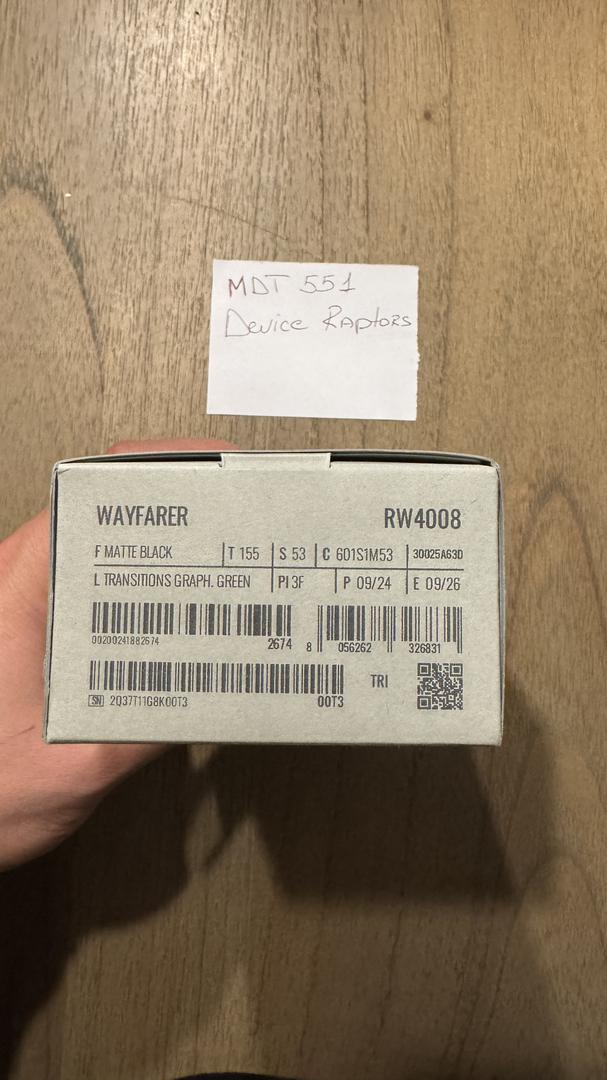 MDT 551
Device Raptors
WAYFARER RW4008
F MATTE BLACK T 155 S 53 C 601S1M53 30025A63D
L TRANSITIONS GRAPH. GREEN PI 3F P 09/24 E 09/26
00200241882674 2674 8 056262 326831
TRI
SN 2Q37T11G8K00T3 00T3